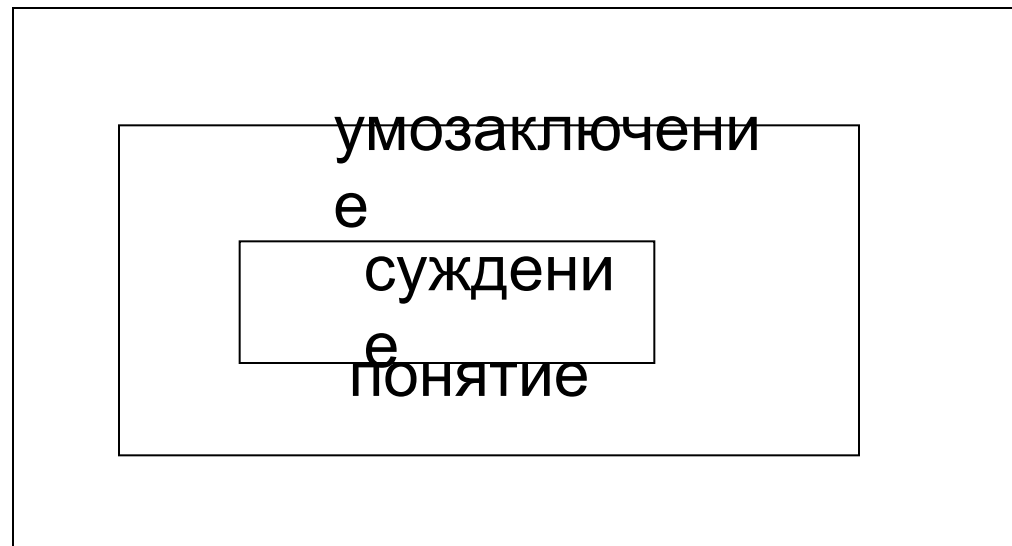 умозаключени
е
суждени
е
понятие